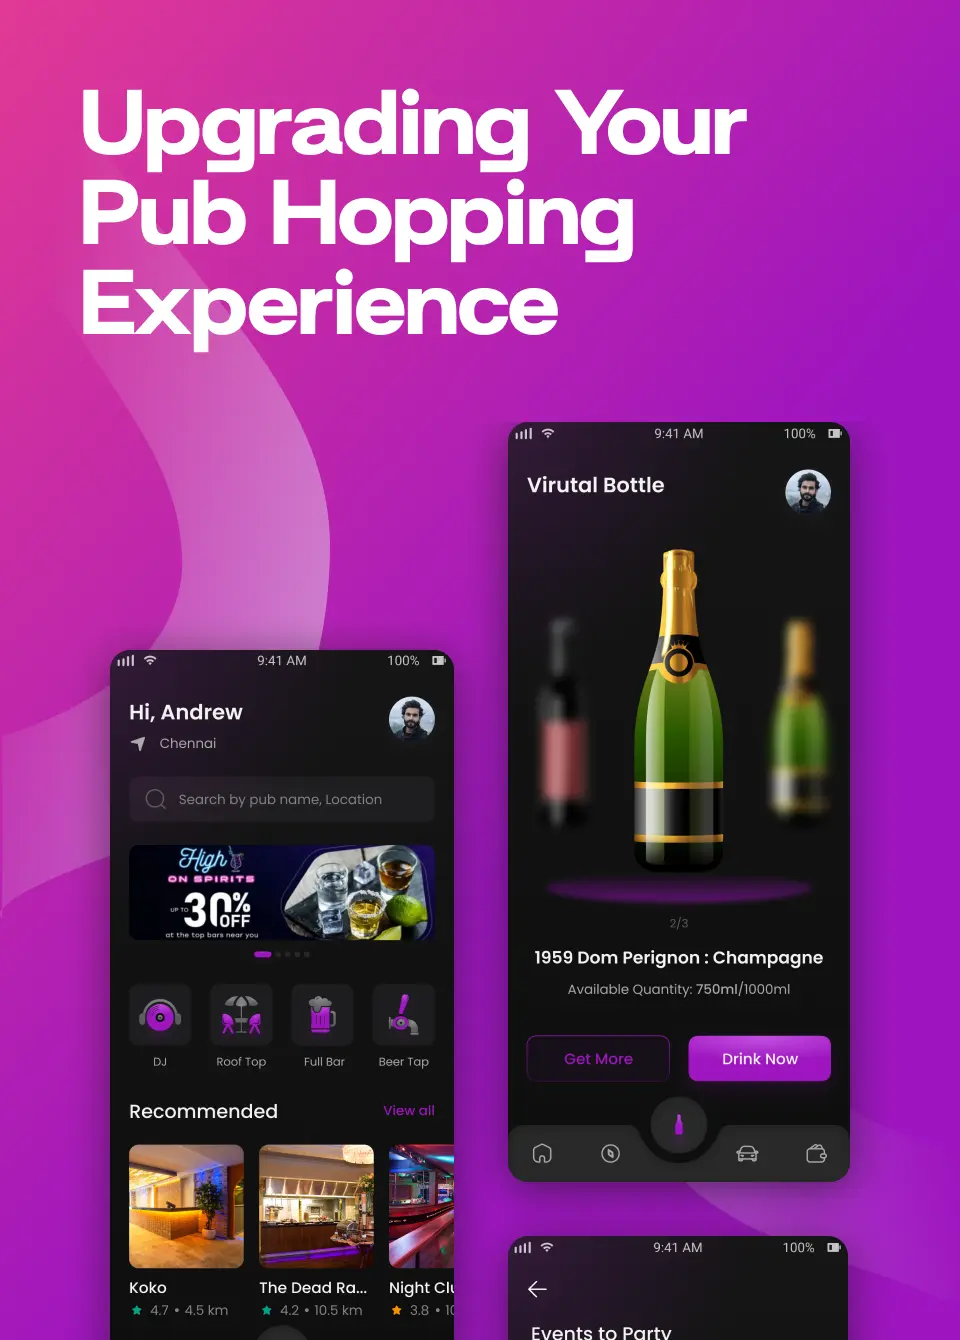 Upgrading Your
Pub Hopping
Experience
9:41 AM
100%
Virutal Bottle
2/3
1959 Dom Perignon : Champagne
Available Quantity: 750ml/1000ml
Get More
Drink Now
9:41 AM
100%
Hi, Andrew
Chennai
Search by pub name, Location
High
ON SPIRITS
UP TO 30% OFF
at the top bars near you
DJ
Roof Top
Full Bar
Beer Tap
Recommended
View all
Koko
The Dead Ra...
Night Clu
4.7 • 4.5 km
4.2 • 10.5 km
3.8 • 10
9:41 AM
100%
Events to Party